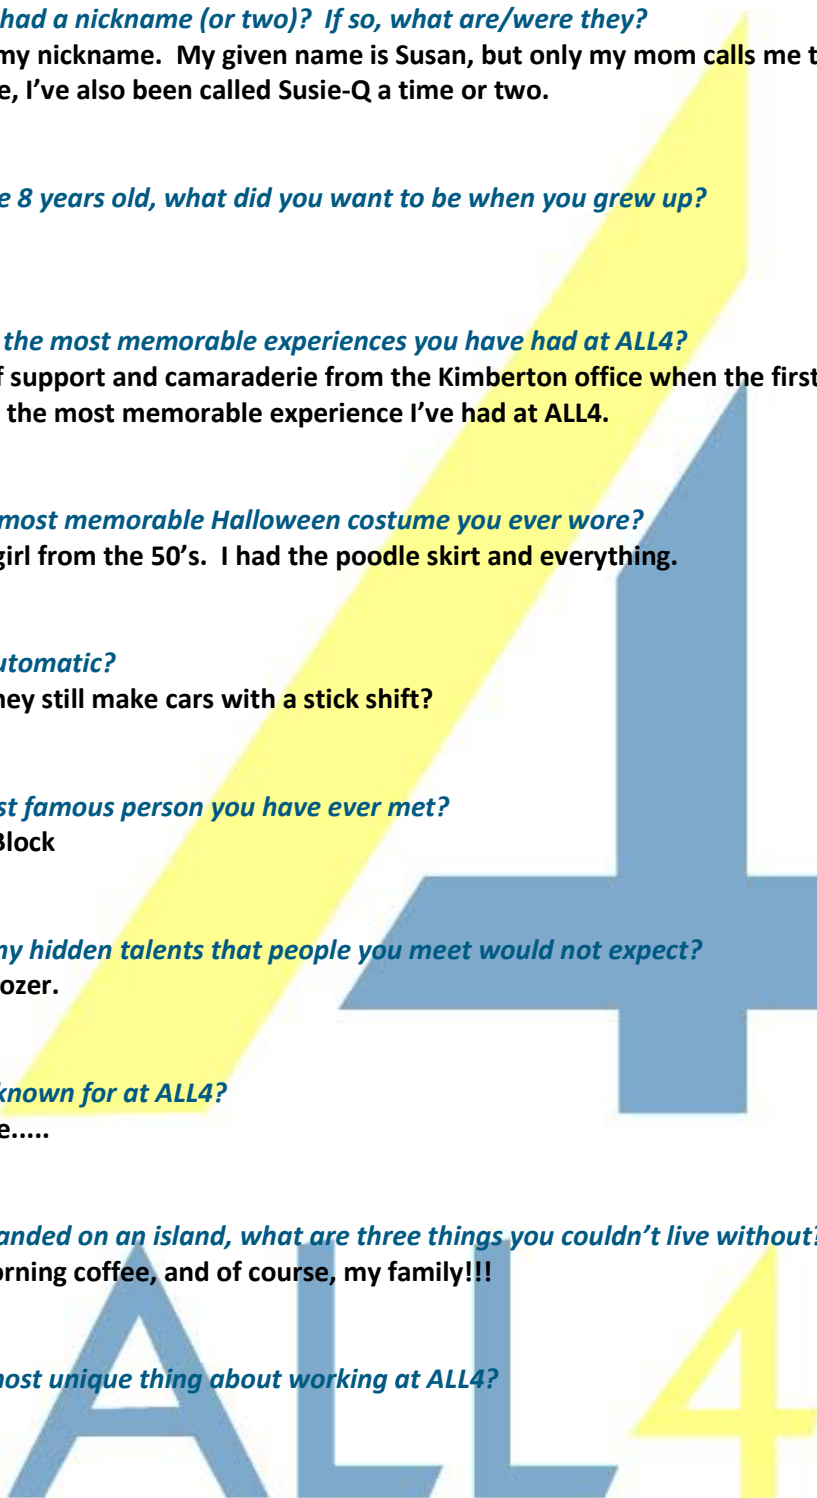 had a nickname (or two)? If so, what are/were they?
my nickname. My given name is Susan, but only my mom calls me t
e, I've also been called Susie-Q a time or two.
e 8 years old, what did you want to be when you grew up?
the most memorable experiences you have had at ALL4?
f support and camaraderie from the Kimberton office when the first
the most memorable experience I've had at ALL4.
most memorable Halloween costume you ever wore?
girl from the 50's. I had the poodle skirt and everything.
utomatic?
hey still make cars with a stick shift?
st famous person you have ever met?
Block
ny hidden talents that people you meet would not expect?
ozer.
known for at ALL4?
e.....
anded on an island, what are three things you couldn't live without?
orning coffee, and of course, my family!!!
most unique thing about working at ALL4?
4
ALL4